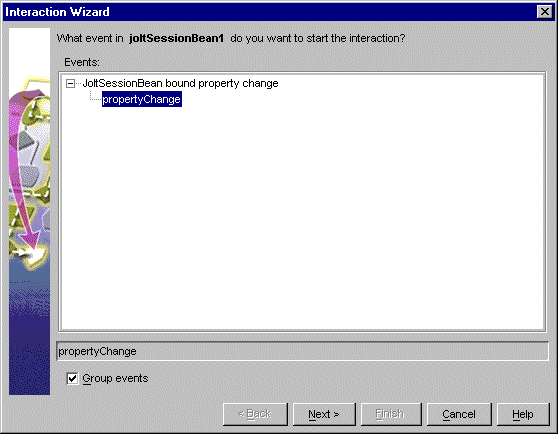 Interaction Wizard
What event in joltSessionBean1 do you want to start the interaction?
Events:
JoltSessionBean bound property change
propertyChange
propertyChange
Group events
< Back Next > Finish Cancel Help